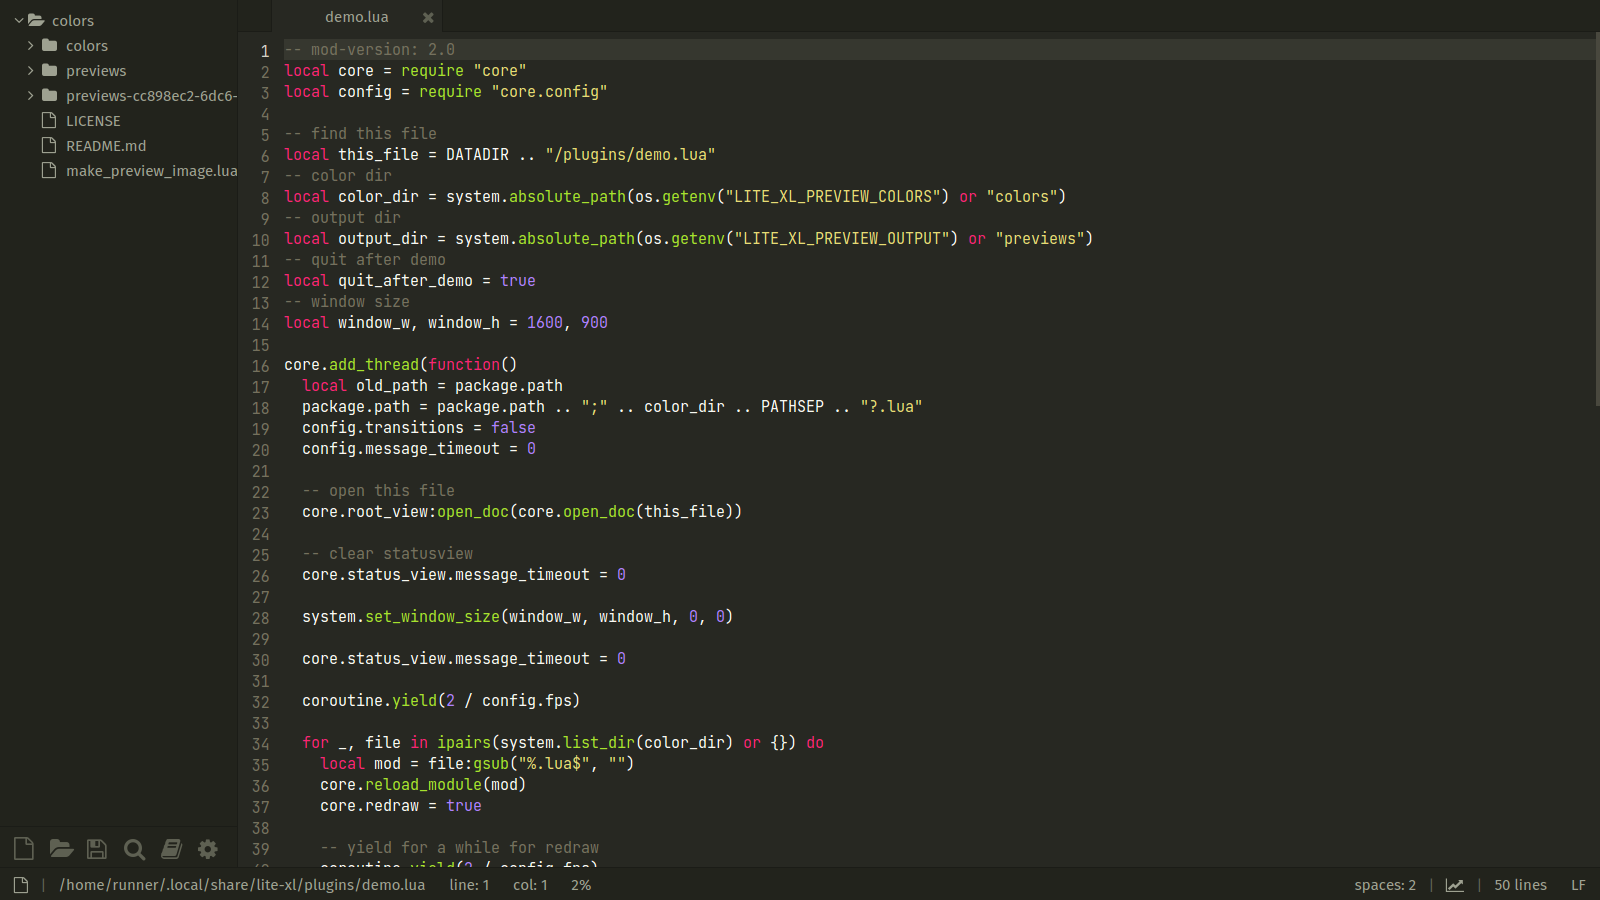 colors
colors
previews
previews-cc898ec2-6dc6-
LICENSE
README.md
make_preview_image.lua
demo.lua
1 -- mod-version: 2.0
2 local core = require "core"
3 local config = require "core.config"
4
5 -- find this file
6 local this_file = DATADIR .. "/plugins/demo.lua"
7 -- color dir
8 local color_dir = system.absolute_path(os.getenv("LITE_XL_PREVIEW_COLORS") or "colors")
9 -- output dir
10 local output_dir = system.absolute_path(os.getenv("LITE_XL_PREVIEW_OUTPUT") or "previews")
11 -- quit after demo
12 local quit_after_demo = true
13 -- window size
14 local window_w, window_h = 1600, 900
15
16 core.add_thread(function()
17   local old_path = package.path
18   package.path = package.path .. ";" .. color_dir .. PATHSEP .. "?.lua"
19   config.transitions = false
20   config.message_timeout = 0
21
22   -- open this file
23   core.root_view:open_doc(core.open_doc(this_file))
24
25   -- clear statusview
26   core.status_view.message_timeout = 0
27
28   system.set_window_size(window_w, window_h, 0, 0)
29
30   core.status_view.message_timeout = 0
31
32   coroutine.yield(2 / config.fps)
33
34   for _, file in ipairs(system.list_dir(color_dir) or {}) do
35     local mod = file:gsub("%.lua$", "")
36     core.reload_module(mod)
37     core.redraw = true
38
39     -- yield for a while for redraw
40     coroutine.yield(2 / config.fps)
/home/runner/.local/share/lite-xl/plugins/demo.lua line: 1 col: 1 2% spaces: 2 50 lines LF